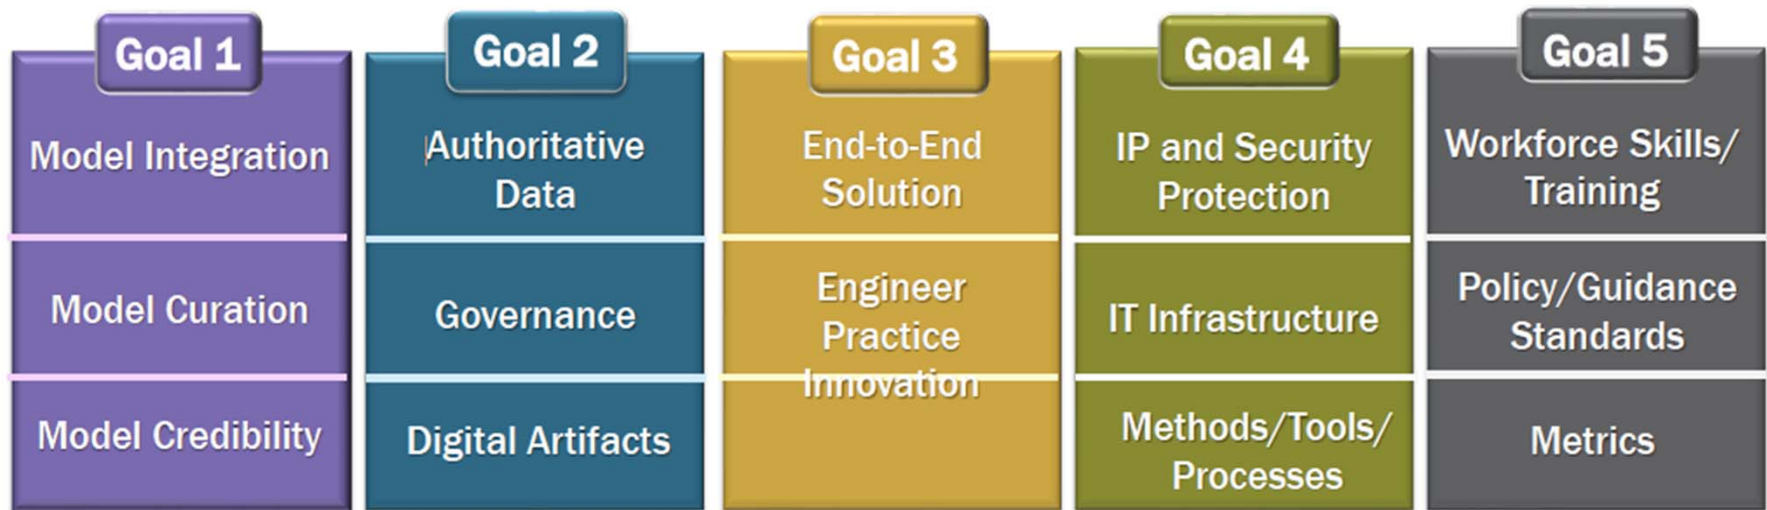 Goal 1
Model Integration
Model Curation
Model Credibility
Goal 2
Authoritative
Data
Governance
Digital Artifacts
Goal 3
End-to-End
Solution
Engineer
Practice
Innovation
Goal 4
IP and Security
Protection
IT Infrastructure
Methods/Tools/
Processes
Goal 5
Workforce Skills/
Training
Policy/Guidance
Standards
Metrics